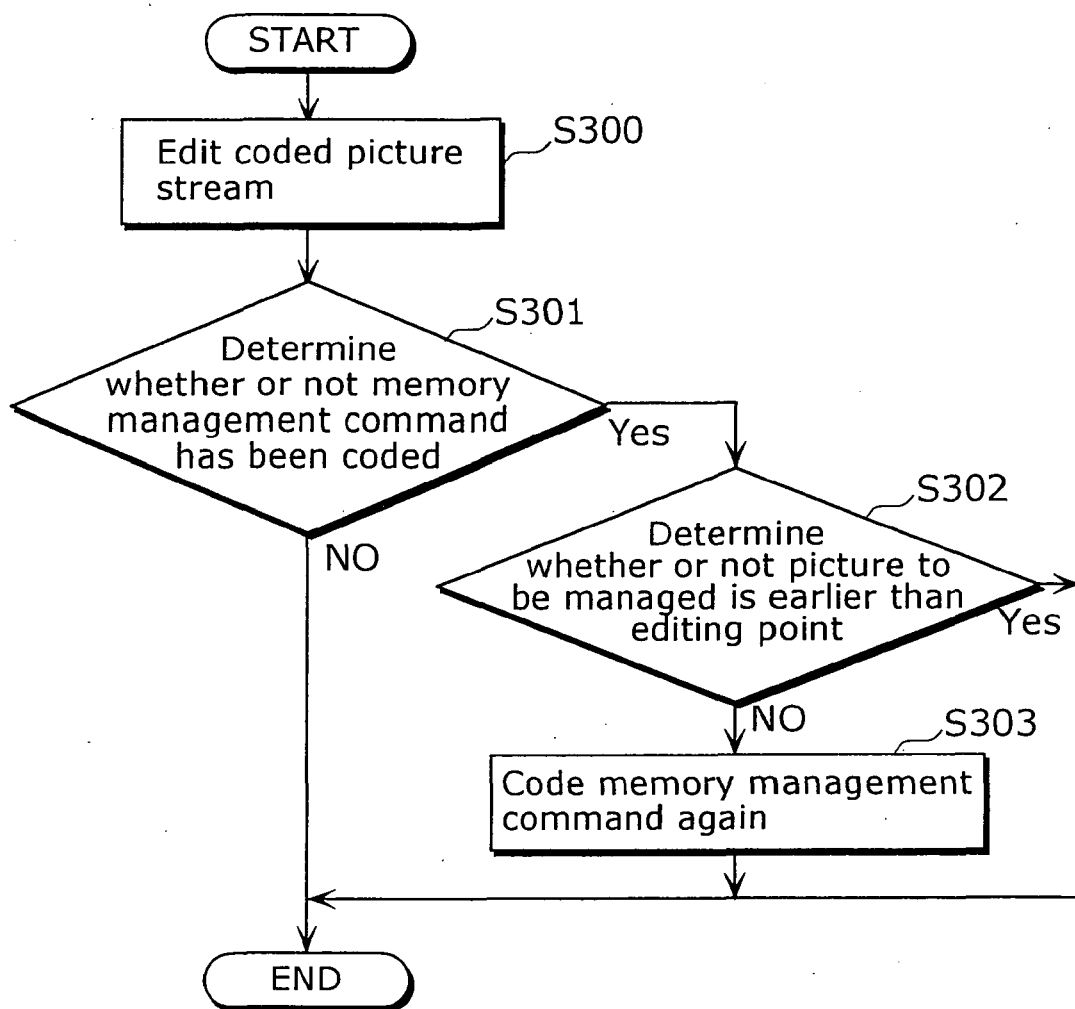 START
S300
Edit coded picture
stream
S301
Determine
whether or not memory
management command
has been coded
Yes
NO
S302
Determine
whether or not picture to
be managed is earlier than
editing point
Yes
NO
S303
Code memory management
command again
END